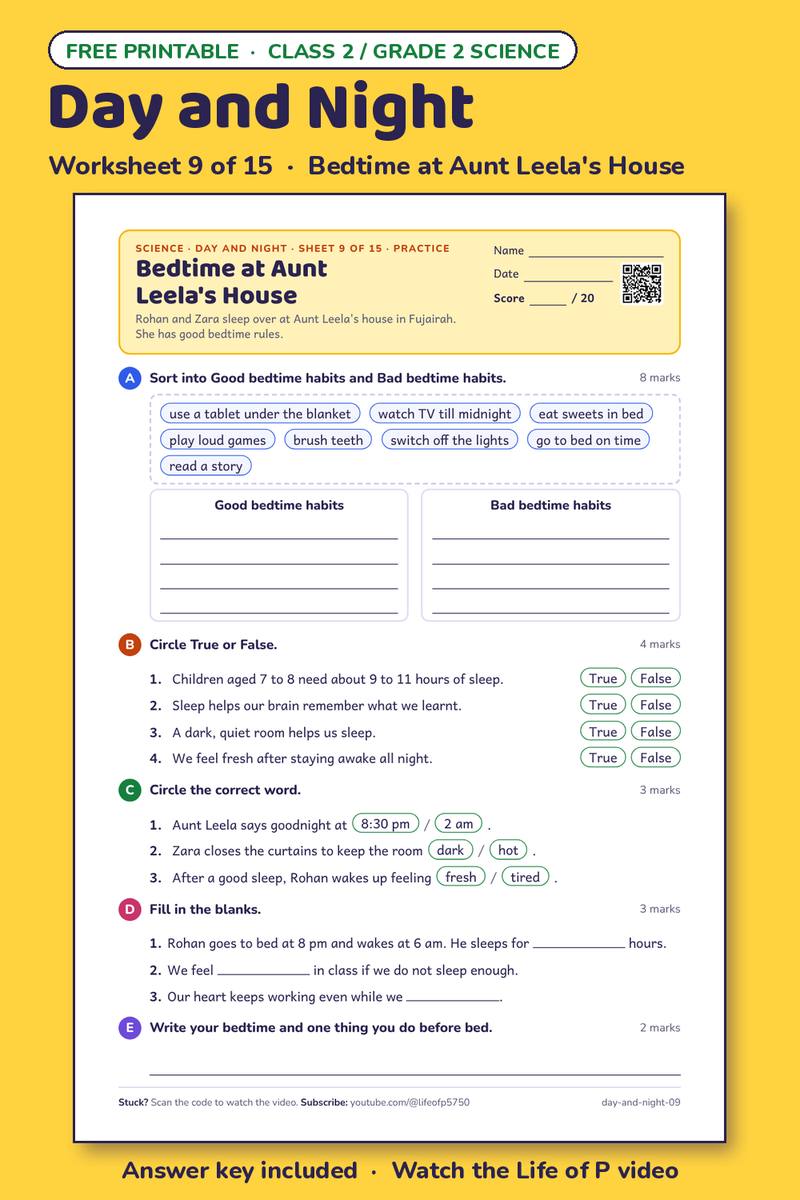 FREE PRINTABLE · CLASS 2 / GRADE 2 SCIENCE
Day and Night
Worksheet 9 of 15 · Bedtime at Aunt Leela's House
SCIENCE · DAY AND NIGHT · SHEET 9 OF 15 · PRACTICE
Bedtime at Aunt
Leela's House
Rohan and Zara sleep over at Aunt Leela's house in Fujairah.
She has good bedtime rules.
Name
Date
Score / 20
A Sort into Good bedtime habits and Bad bedtime habits. 8 marks
use a tablet under the blanket watch TV till midnight eat sweets in bed
play loud games brush teeth switch off the lights go to bed on time
read a story
Good bedtime habits Bad bedtime habits
B Circle True or False. 4 marks
1. Children aged 7 to 8 need about 9 to 11 hours of sleep. True False
2. Sleep helps our brain remember what we learnt. True False
3. A dark, quiet room helps us sleep. True False
4. We feel fresh after staying awake all night. True False
C Circle the correct word. 3 marks
1. Aunt Leela says goodnight at 8:30 pm / 2 am .
2. Zara closes the curtains to keep the room dark / hot .
3. After a good sleep, Rohan wakes up feeling fresh / tired .
D Fill in the blanks. 3 marks
1. Rohan goes to bed at 8 pm and wakes at 6 am. He sleeps for ____________ hours.
2. We feel ____________ in class if we do not sleep enough.
3. Our heart keeps working even while we ____________.
E Write your bedtime and one thing you do before bed. 2 marks
Stuck? Scan the code to watch the video. Subscribe: youtube.com/@lifeofp5750 day-and-night-09
Answer key included · Watch the Life of P video